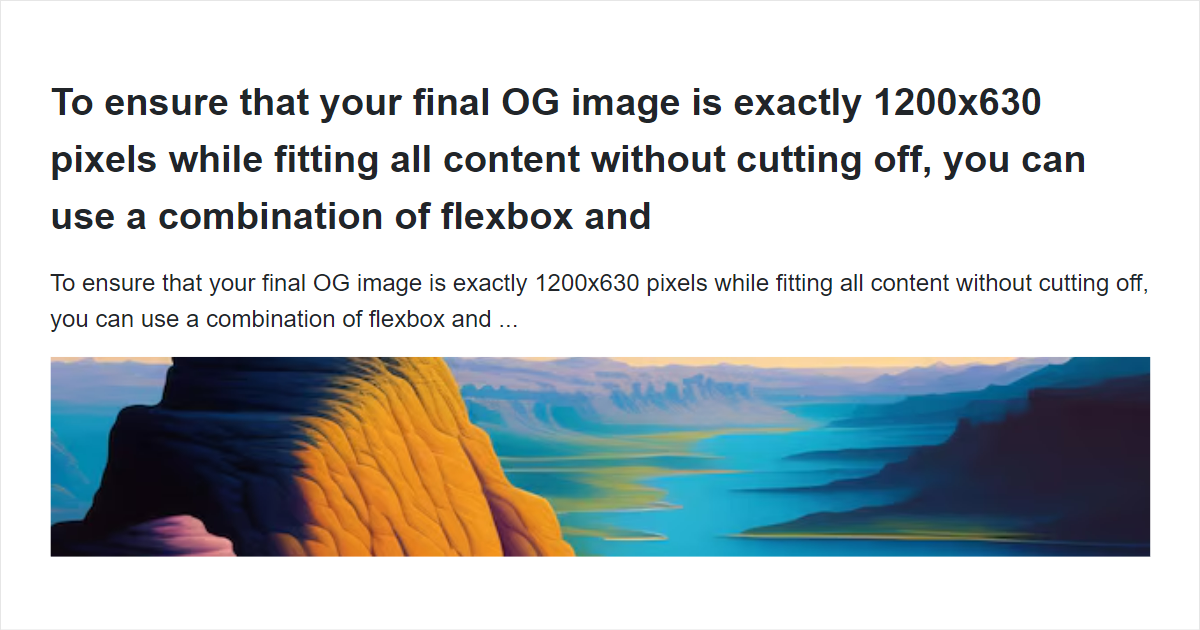 To ensure that your final OG image is exactly 1200x630
pixels while fitting all content without cutting off, you can
use a combination of flexbox and
To ensure that your final OG image is exactly 1200x630 pixels while fitting all content without cutting off,
you can use a combination of flexbox and ...